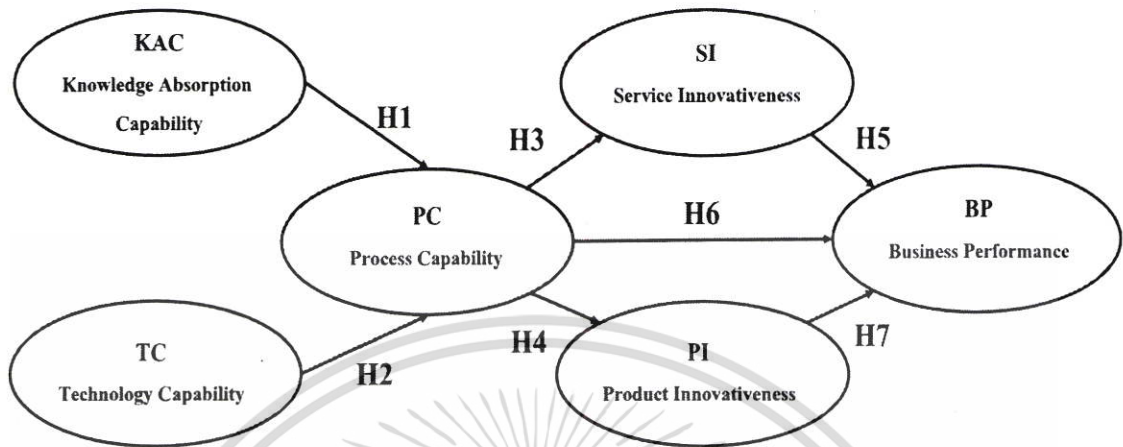 KAC
Knowledge Absorption
Capability
SI
Service Innovativeness
H1
H3
H5
PC
Process Capability
H6
BP
Business Performance
TC
Technology Capability
H2
H4
PI
Product Innovativeness
H7